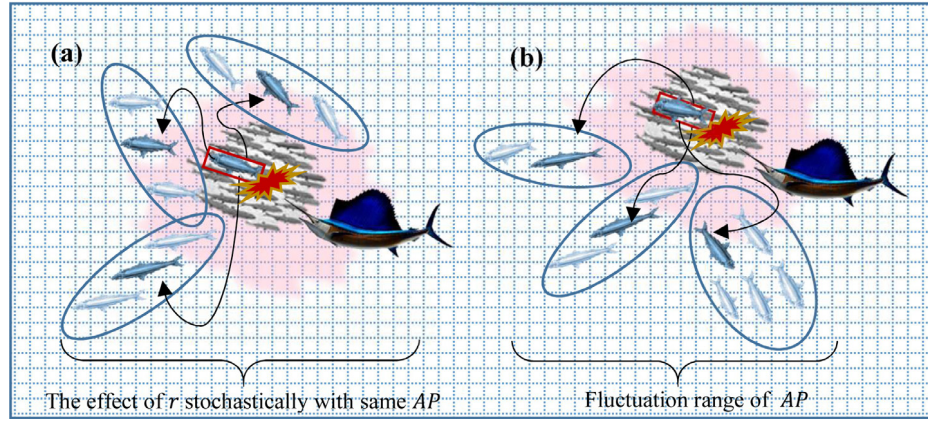 (a)
(b)
The effect of r stochastically with same AP
Fluctuation range of AP